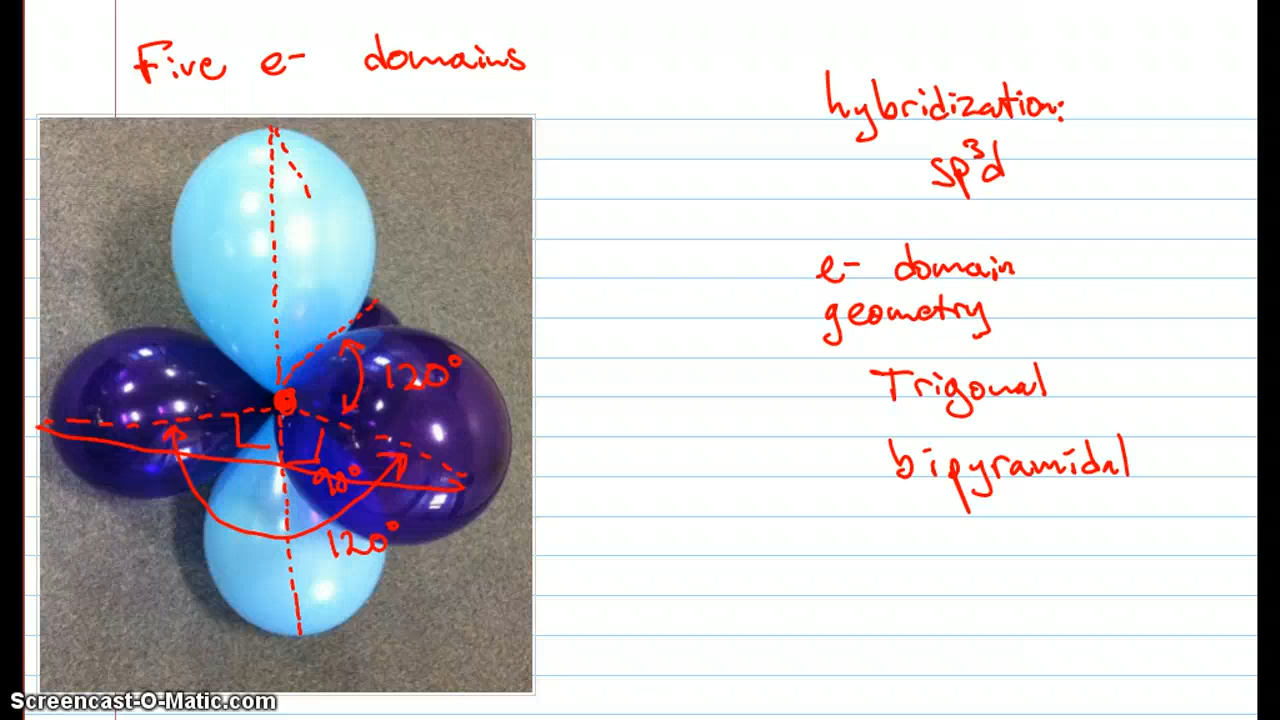 Five e- domains
hybridization:
sp³d
e- domain
geometry
Trigonal
bipyramidal
120°
90°
120°
Screencast-O-Matic.com